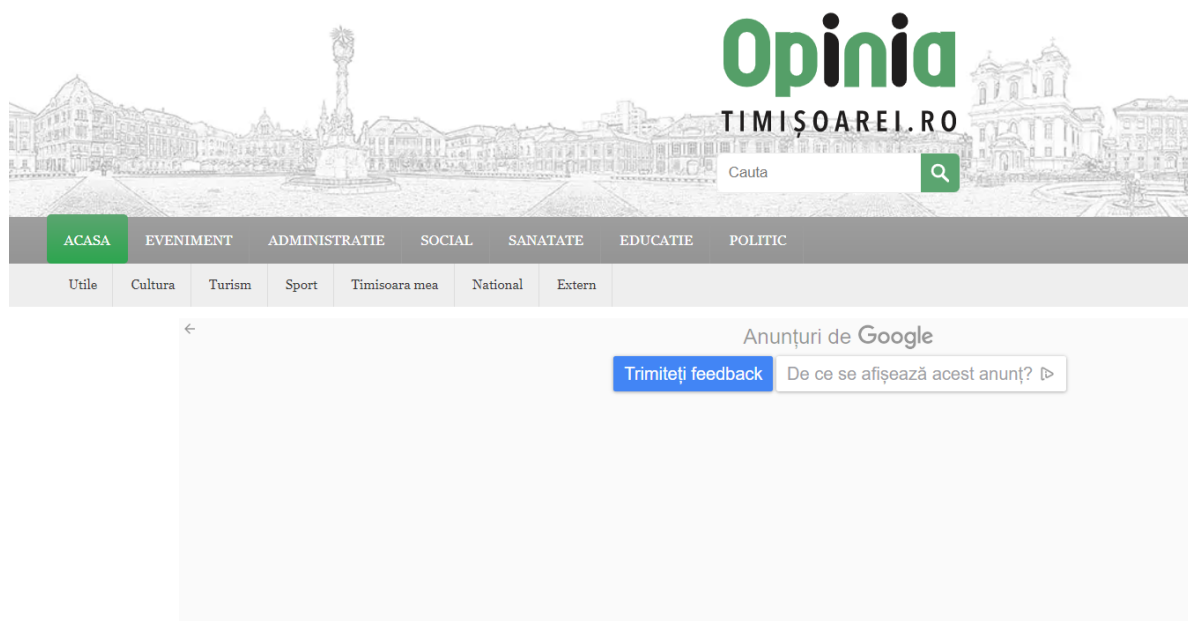 Opinia
TIMIȘOAREI.RO
Cauta
ACASA EVENIMENT ADMINISTRATIE SOCIAL SANATATE EDUCATIE POLITIC
Utile Cultura Turism Sport Timisoara mea National Extern
Anunțuri de Google
Trimiteți feedback De ce se afișează acest anunț?